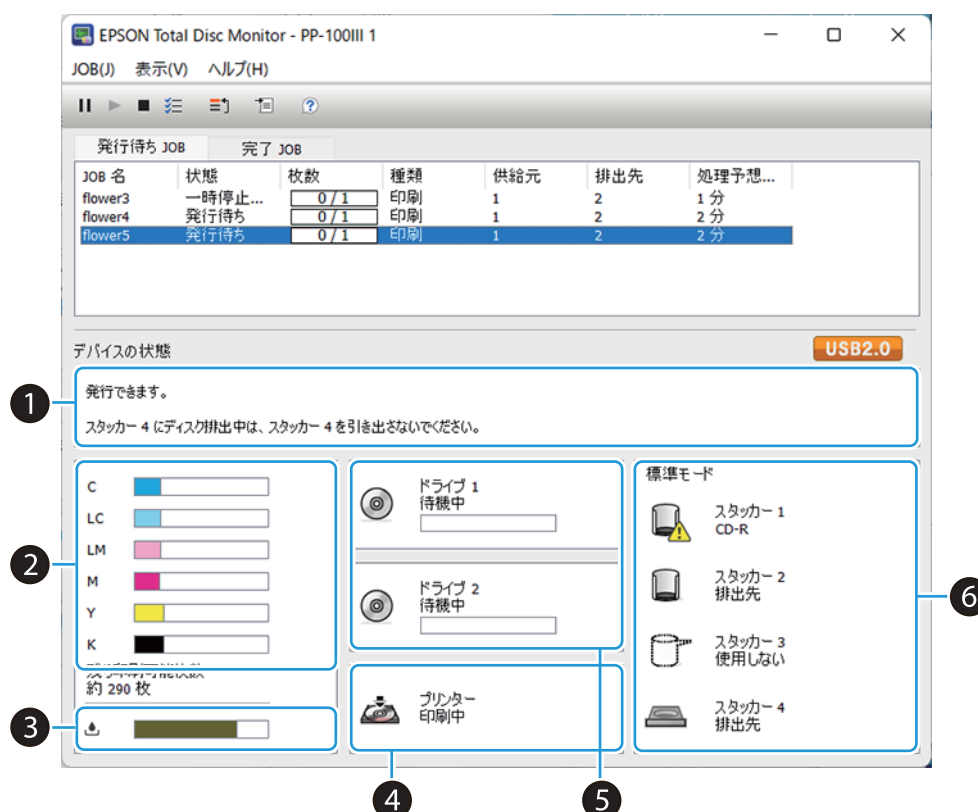 EPSON Total Disc Monitor - PP-100III 1
JOB(J) 表示(V) ヘルプ(H)
発行待ち JOB 完了 JOB
JOB 名 状態 枚数 種類 供給元 排出先 処理予想...
flower3 一時停止... 0 / 1 印刷 1 2 1 分
flower4 発行待ち 0 / 1 印刷 1 2 2 分
flower5 発行待ち 0 / 1 印刷 1 2 2 分
デバイスの状態 USB2.0
1
発行できます。
スタッカー 4 にディスク排出中は、スタッカー 4 を引き出さないでください。
2
C
LC
LM
M
Y
K
約 290 枚
3
ドライブ 1
待機中
ドライブ 2
待機中
プリンター
印刷中
4
5
標準モード
スタッカー 1
CD-R
スタッカー 2
排出先
スタッカー 3
使用しない
スタッカー 4
排出先
6